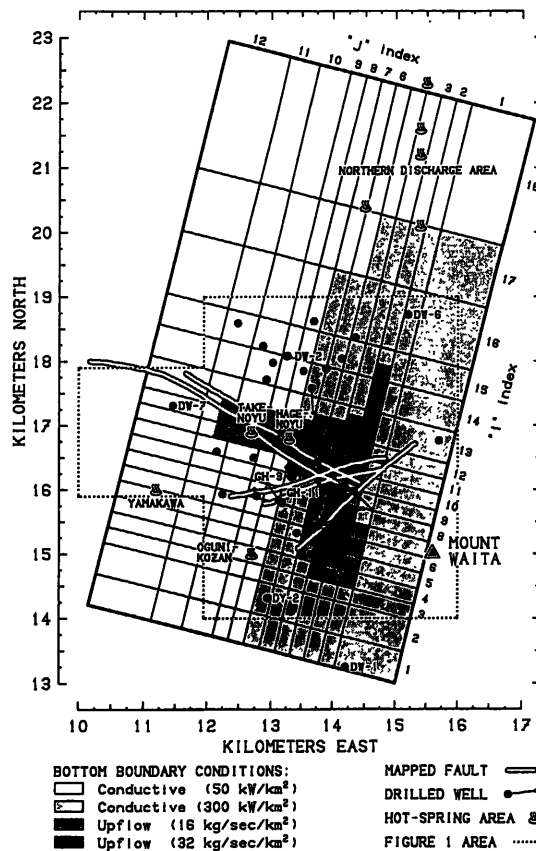 "J" Index
12 11 10 9 8 7 6 3 2 1
23
22
21
20
19
18
17
16
15
14
13
KILOMETERS NORTH
NORTHERN DISCHARGE AREA
17
16
15
14
13
12
11
10
9
8
6
5
4
3
2
1
"I" Index
DW-6
DW-2
DW-7
TAKE-
NOYU
HAGE-
NOYU
GH-11
YAMAKAWA
OGUNI-
KOZAN
MOUNT
WAITA
DY-2
DW-1
10 11 12 13 14 15 16 17
KILOMETERS EAST
BOTTOM BOUNDARY CONDITIONS:
Conductive (50 kW/km²)
Conductive (300 kW/km²)
Upflow (16 kg/sec/km²)
Upflow (32 kg/sec/km²)
MAPPED FAULT
DRILLED WELL
HOT-SPRING AREA
FIGURE 1 AREA